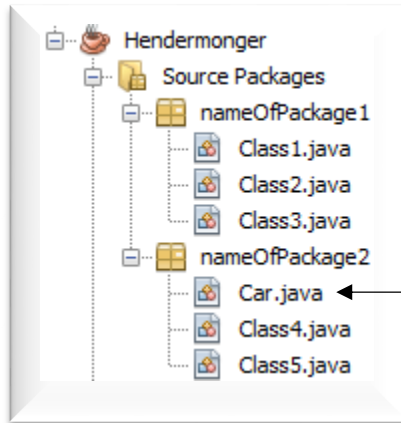 Hendermonger
Source Packages
nameOfPackage1
Class1.java
Class2.java
Class3.java
nameOfPackage2
Car.java
Class4.java
Class5.java